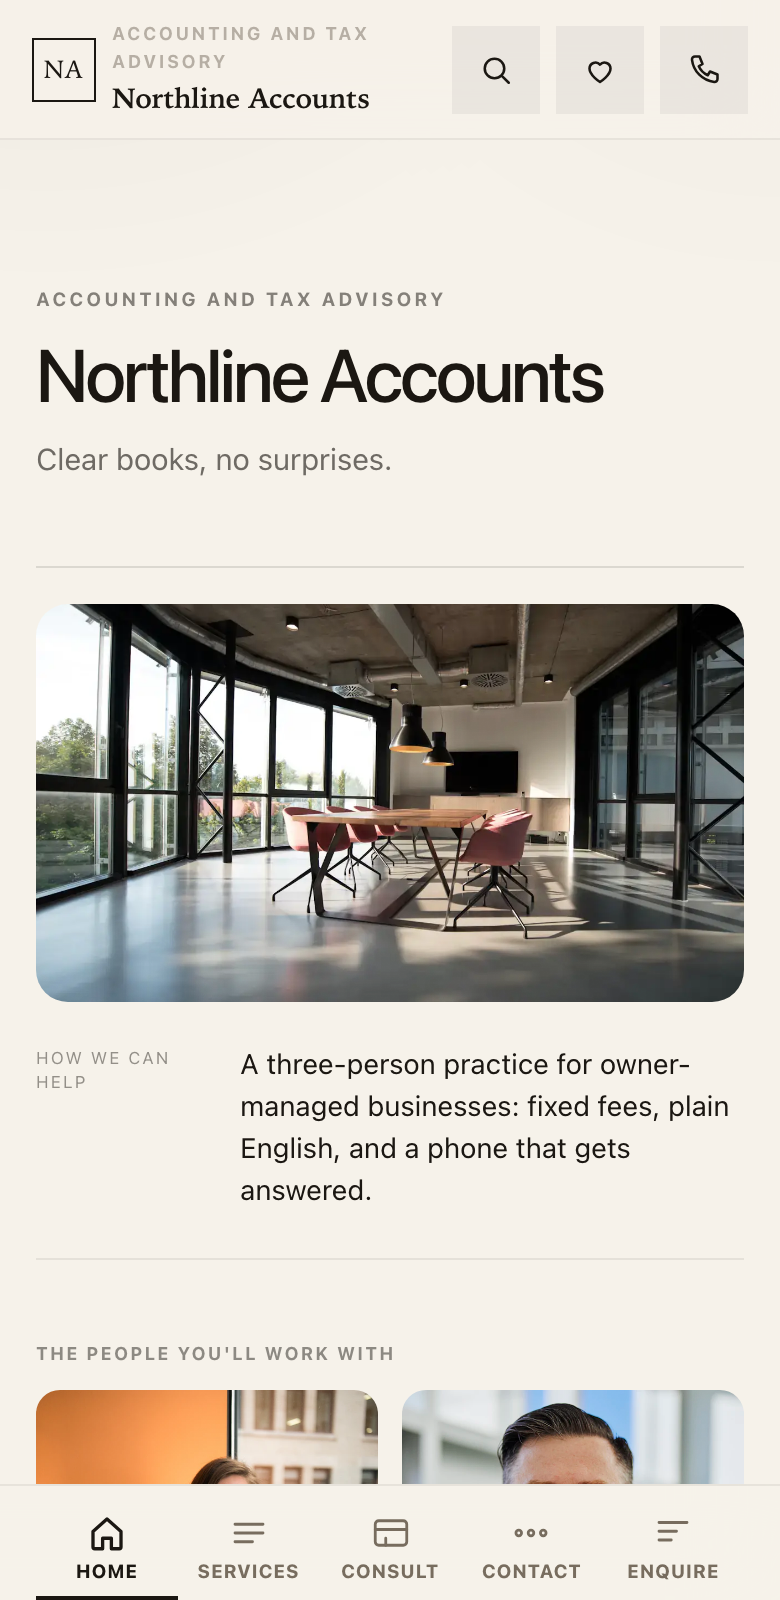 NA
ACCOUNTING AND TAX
ADVISORY
Northline Accounts
ACCOUNTING AND TAX ADVISORY
Northline Accounts
Clear books, no surprises.
HOW WE CAN
HELP
A three-person practice for owner-
managed businesses: fixed fees, plain
English, and a phone that gets
answered.
THE PEOPLE YOU'LL WORK WITH
HOME
SERVICES
CONSULT
CONTACT
ENQUIRE